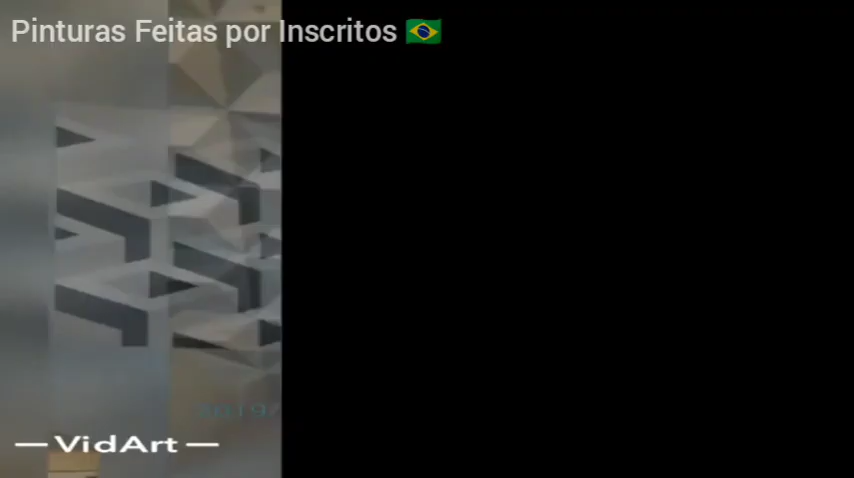 Pinturas Feitas por Inscritos 🇧🇷
— VidArt —